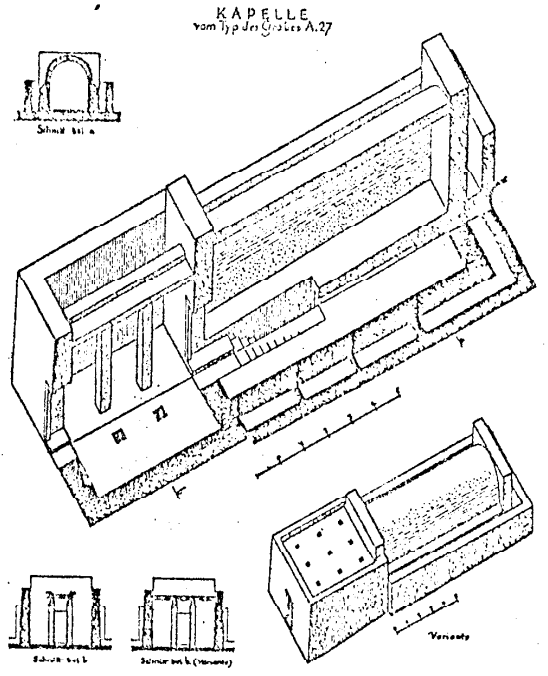 KAPELLE
vom Typ des Grabes A.27
Schnitt bei a
Schnitt bei b
Schnitt bei b (Variante)
Variante